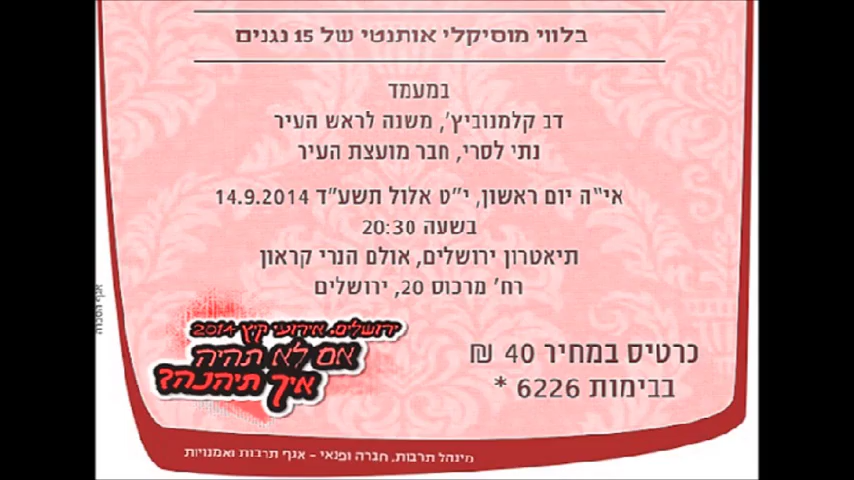 בלווי מוסיקלי אותנטי של 15 נגנים
במעמד
דב קלמנוביץ', משנה לראש העיר
נתי לסרי, חבר מועצת העיר
אי"ה יום ראשון, י"ט אלול תשע"ד 14.9.2014
בשעה 20:30
תיאטרון ירושלים, אולם הנרי קראון
רח' מרכוס 20, ירושלים
כרטיס במחיר 40 ₪
בבימות 6226 *
ירושלים. אירועי קיץ 2014
אם לא תהיה
איך תיהנה?
מינהל תרבות, חברה ופנאי - אגף תרבות ואמנויות
אגף הסברה